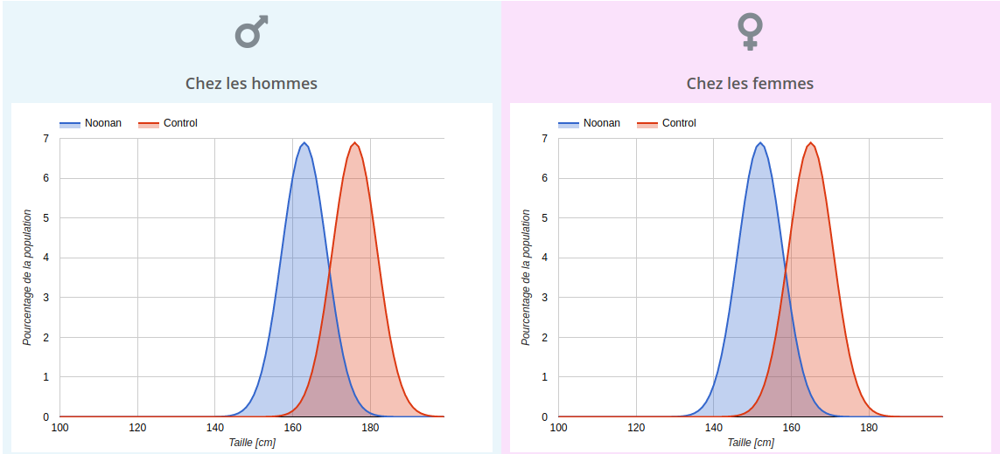 Chez les hommes
Noonan Control
7
6
5
4
3
2
1
0
100 120 140 160 180
Pourcentage de la population
Taille [cm]
Chez les femmes
Noonan Control
7
6
5
4
3
2
1
0
100 120 140 160 180
Pourcentage de la population
Taille [cm]